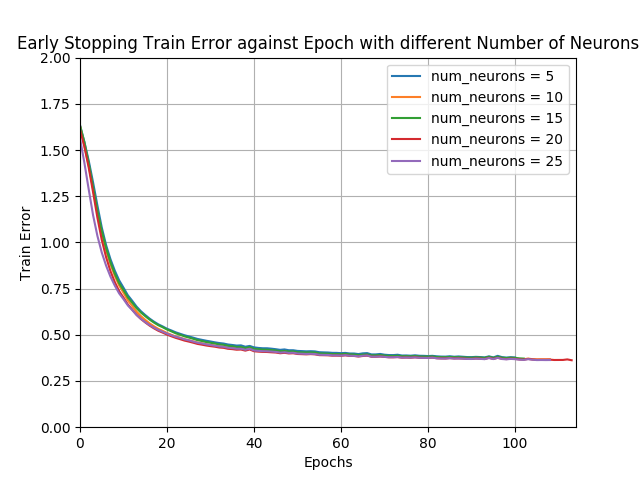 Early Stopping Train Error against Epoch with different Number of Neurons
2.00
1.75
1.50
1.25
1.00
0.75
0.50
0.25
0.00
Train Error
num_neurons = 5
num_neurons = 10
num_neurons = 15
num_neurons = 20
num_neurons = 25
0 20 40 60 80 100
Epochs